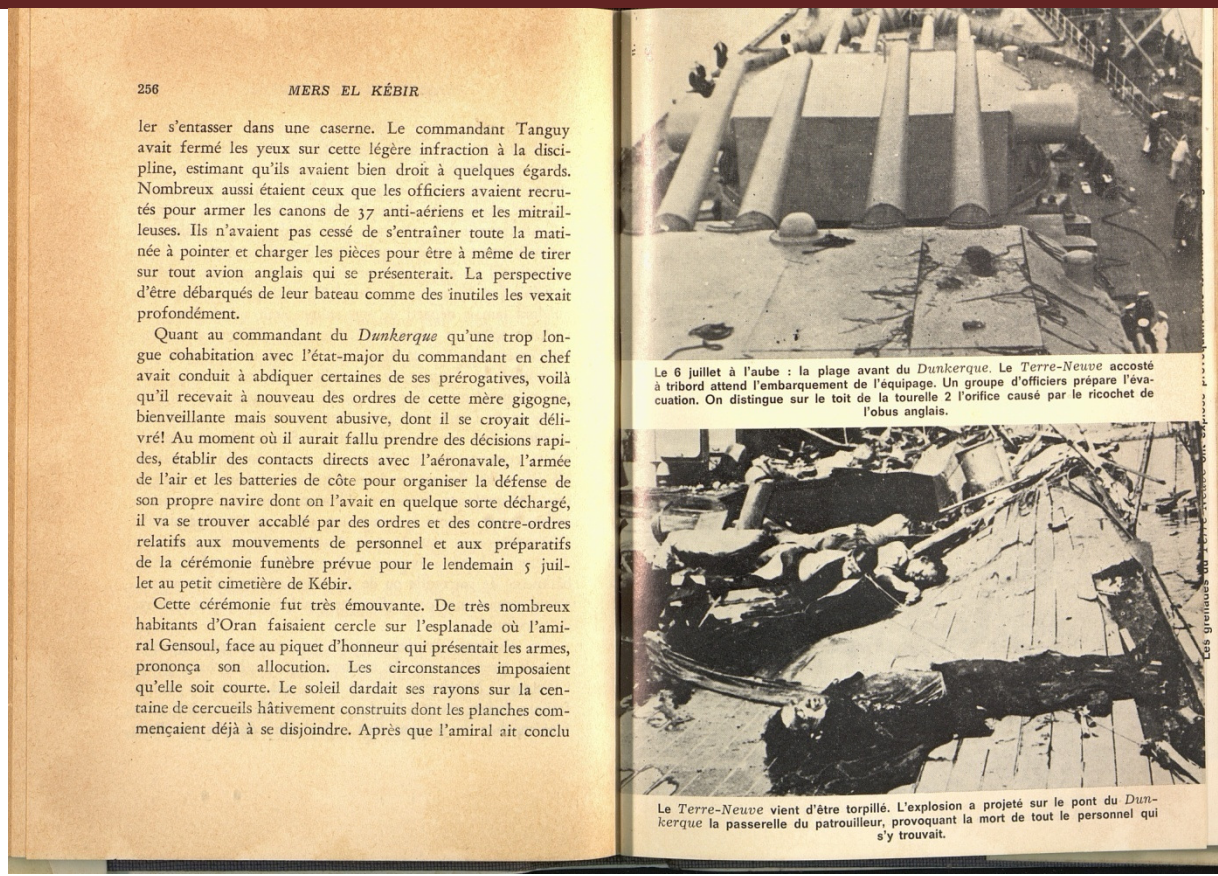 256 MERS EL KÉBIR
ler s'entasser dans une caserne. Le commandant Tanguy
avait fermé les yeux sur cette légère infraction à la disci-
pline, estimant qu'ils avaient bien droit à quelques égards.
Nombreux aussi étaient ceux que les officiers avaient recru-
tés pour armer les canons de 37 anti-aériens et les mitrail-
leuses. Ils n'avaient pas cessé de s'entraîner toute la mati-
née à pointer et charger les pièces pour être à même de tirer
sur tout avion anglais qui se présenterait. La perspective
d'être débarqués de leur bateau comme des inutiles les vexait
profondément.
Quant au commandant du Dunkerque qu'une trop lon-
gue cohabitation avec l'état-major du commandant en chef
avait conduit à abdiquer certaines de ses prérogatives, voilà
qu'il recevait à nouveau des ordres de cette mère gigogne,
bienveillante mais souvent abusive, dont il se croyait déli-
vré! Au moment où il aurait fallu prendre des décisions rapi-
des, établir des contacts directs avec l'aéronavale, l'armée
de l'air et les batteries de côte pour organiser la défense de
son propre navire dont on l'avait en quelque sorte déchargé,
il va se trouver accablé par des ordres et des contre-ordres
relatifs aux mouvements de personnel et aux préparatifs
de la cérémonie funèbre prévue pour le lendemain 5 juil-
let au petit cimetière de Kébir.
Cette cérémonie fut très émouvante. De très nombreux
habitants d'Oran faisaient cercle sur l'esplanade où l'ami-
ral Gensoul, face au piquet d'honneur qui présentait les armes,
prononça son allocution. Les circonstances imposaient
qu'elle soit courte. Le soleil dardait ses rayons sur la cen-
taine de cercueils hâtivement construits dont les planches com-
mençaient déjà à se disjoindre. Après que l'amiral ait conclu
Le 6 juillet à l'aube : la plage avant du Dunkerque. Le Terre-Neuve accosté
à tribord attend l'embarquement de l'équipage. Un groupe d'officiers prépare l'éva-
cuation. On distingue sur le toit de la tourelle 2 l'orifice causé par le ricochet de
l'obus anglais.
Le Terre-Neuve vient d'être torpillé. L'explosion a projeté sur le pont du Dun-
kerque la passerelle du patrouilleur, provoquant la mort de tout le personnel qui
s'y trouvait.
Les grenades du Terre-Neuve ont explosé